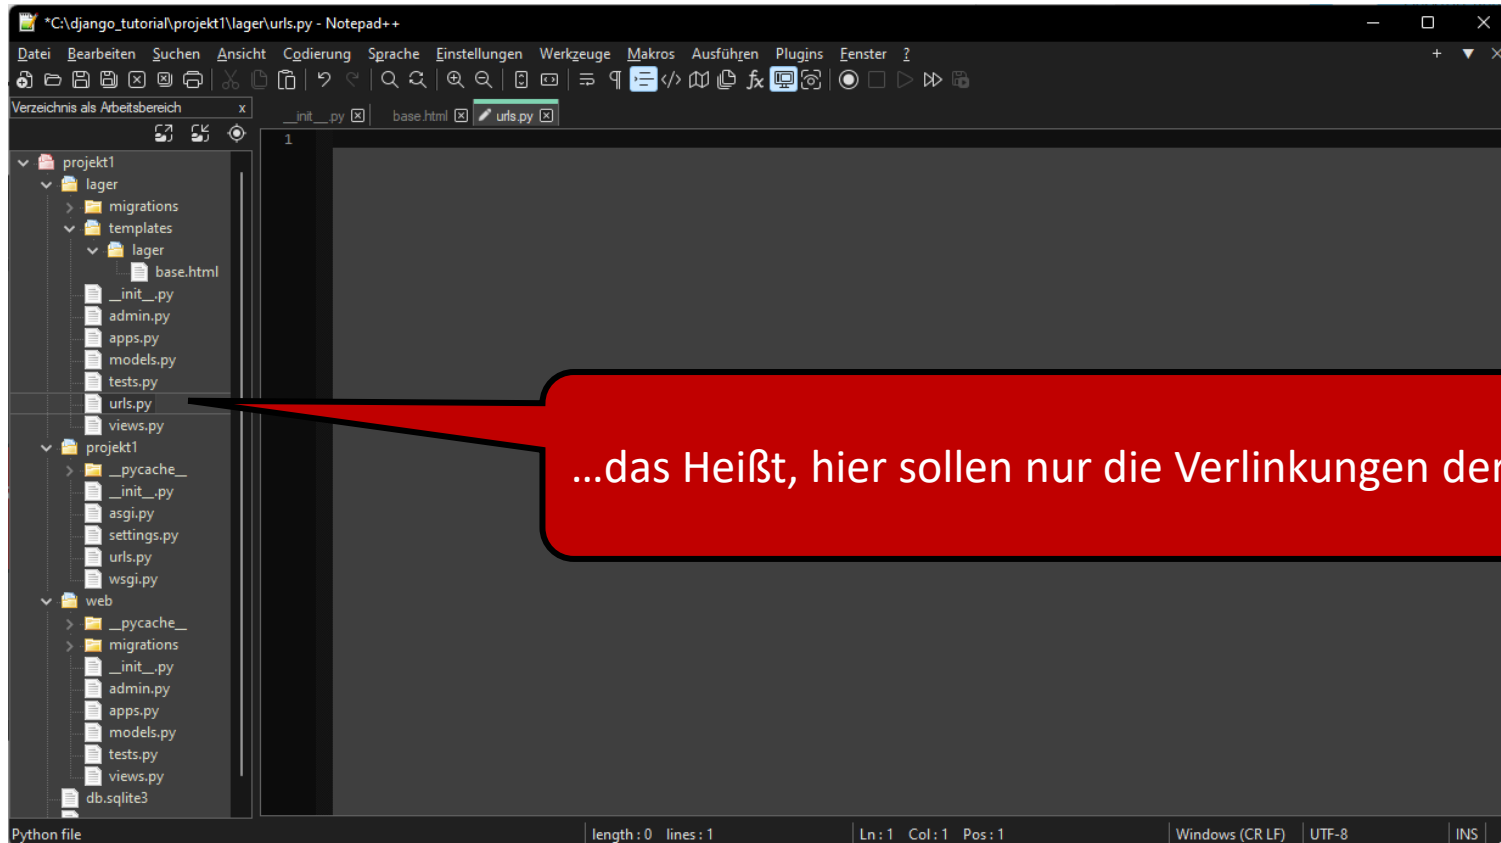 *C:\django_tutorial\projekt1\lager\urls.py - Notepad++
Datei Bearbeiten Suchen Ansicht Codierung Sprache Einstellungen Werkzeuge Makros Ausführen Plugins Fenster ?
Verzeichnis als Arbeitsbereich x
__init__.py base.html urls.py
1
projekt1
lager
migrations
templates
lager
base.html
__init__.py
admin.py
apps.py
models.py
tests.py
urls.py
views.py
projekt1
__pycache__
__init__.py
asgi.py
settings.py
urls.py
wsgi.py
web
__pycache__
migrations
__init__.py
admin.py
apps.py
models.py
tests.py
views.py
db.sqlite3
…das Heißt, hier sollen nur die Verlinkungen der
Python file length : 0 lines : 1 Ln : 1 Col : 1 Pos : 1 Windows (CR LF) UTF-8 INS